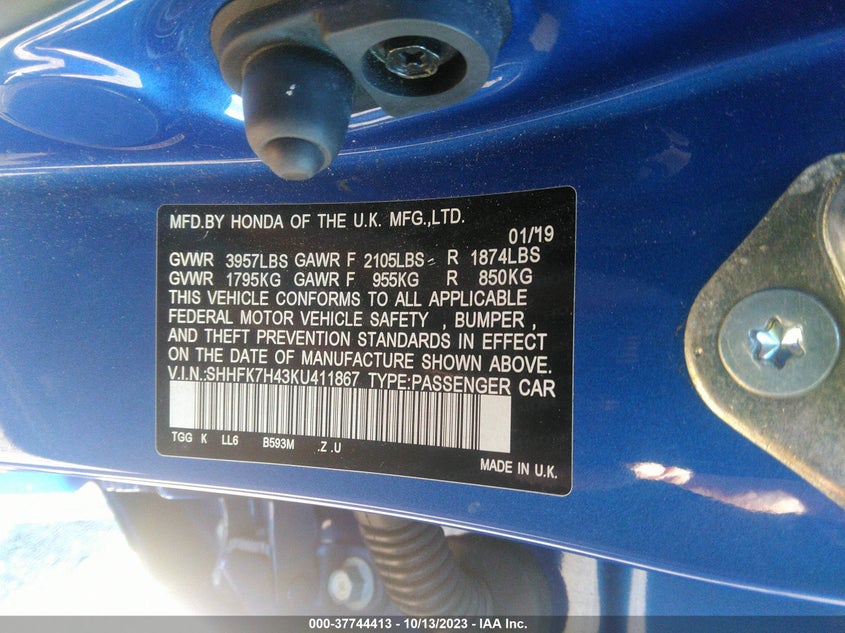 MFD.BY HONDA OF THE U.K. MFG.,LTD.
01/'19
GVWR 3957LBS GAWR F 2105LBS R 1874LBS
GVWR 1795KG GAWR F 955KG R 850KG
THIS VEHICLE CONFORMS TO ALL APPLICABLE
FEDERAL MOTOR VEHICLE SAFETY , BUMPER ,
AND THEFT PREVENTION STANDARDS IN EFFECT
ON THE DATE OF MANUFACTURE SHOWN ABOVE.
V.I.N.:SHHFK7H43KU411867 TYPE:PASSENGER CAR
TGG K LL6 B593M .Z .U
MADE IN U.K.
000-37744413 - 10/13/2023 - IAA Inc.